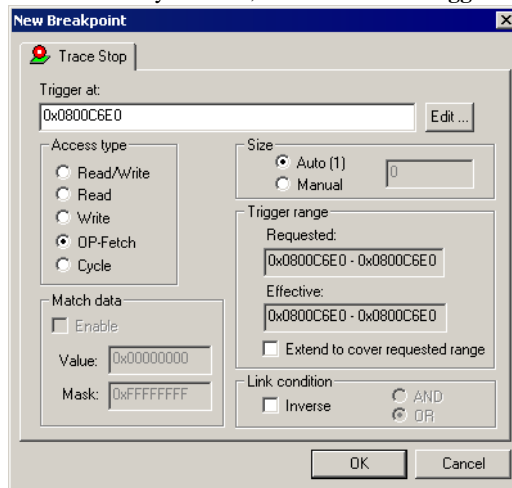 New Breakpoint
Trace Stop
Trigger at:
0x0800C6E0
Edit ...
Access type
Read/Write
Read
Write
OP-Fetch
Cycle
Size
Auto (1)
Manual
0
Trigger range
Requested:
0x0800C6E0 - 0x0800C6E0
Effective:
0x0800C6E0 - 0x0800C6E0
Extend to cover requested range
Match data
Enable
Value: 0x00000000
Mask: 0xFFFFFFFF
Link condition
Inverse
AND
OR
OK
Cancel